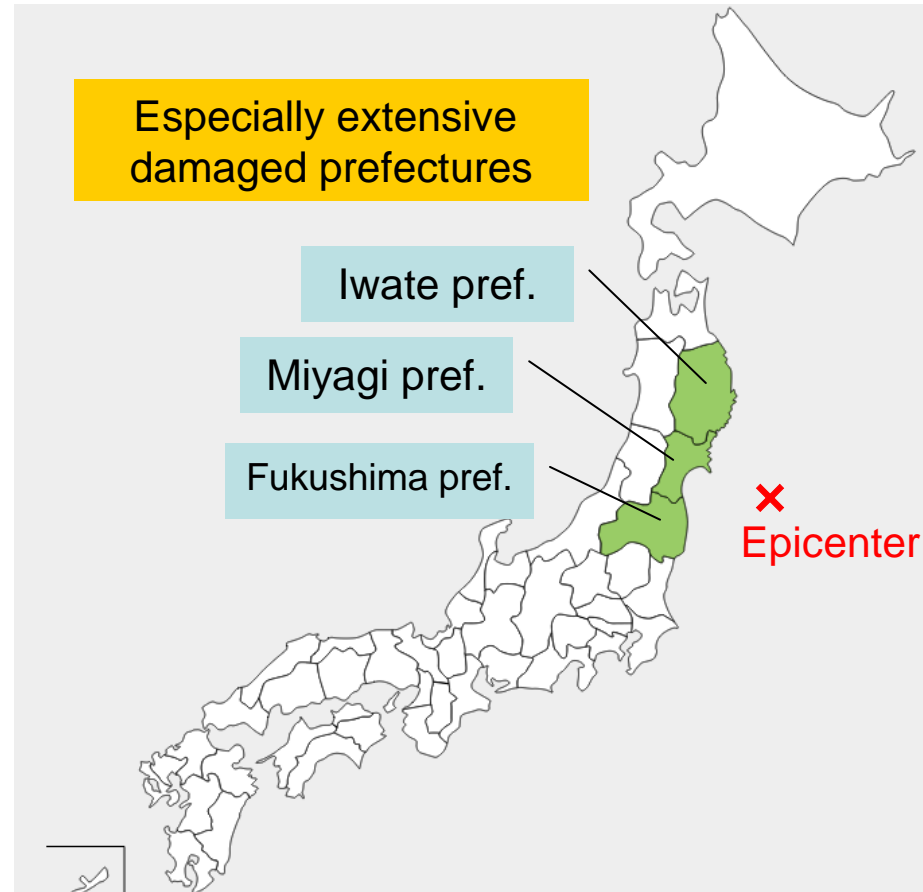 Especially extensive
damaged prefectures
Iwate pref.
Miyagi pref.
Fukushima pref.
Epicenter